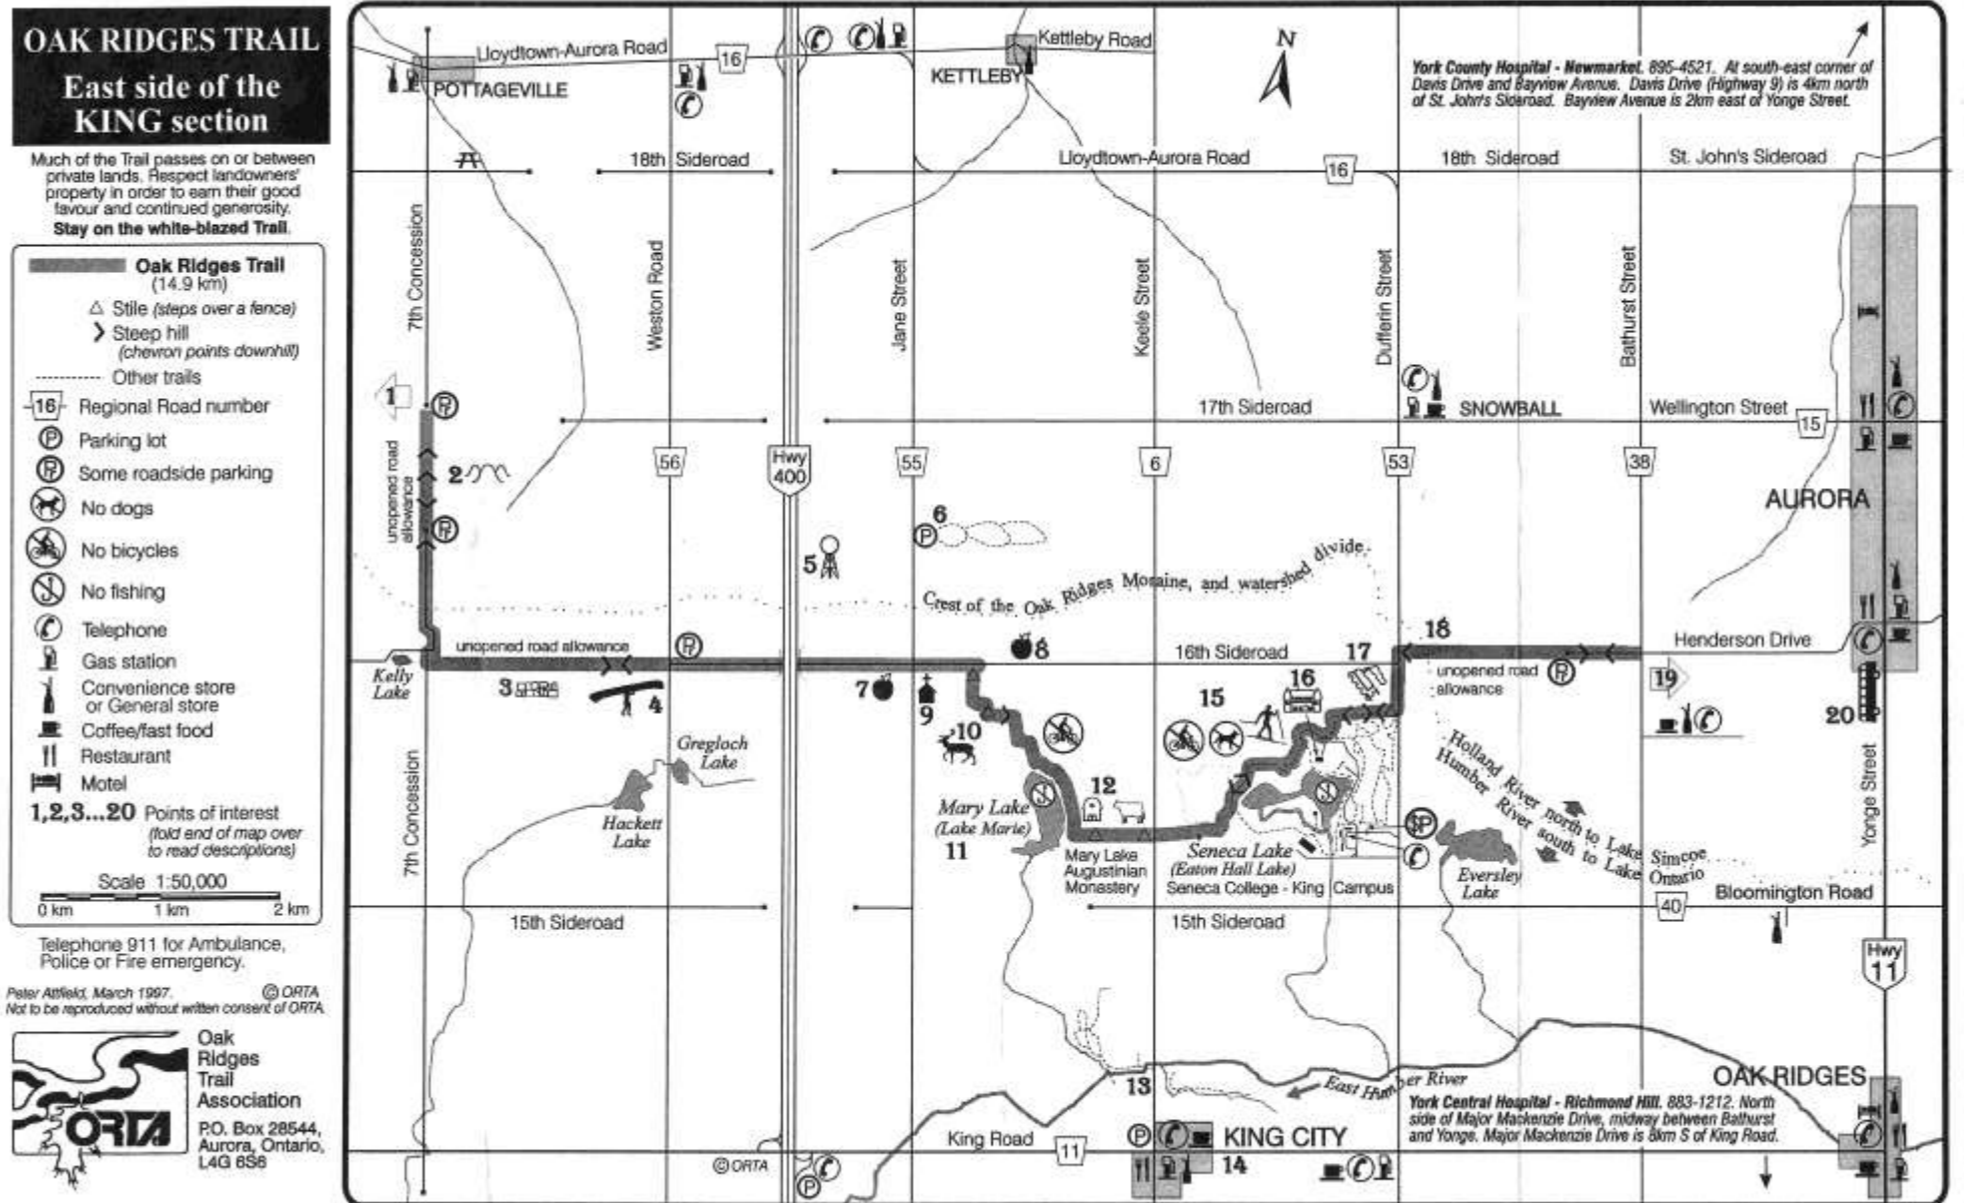 OAK RIDGES TRAIL
East side of the
KING section
Much of the Trail passes on or between
private lands. Respect landowners'
property in order to earn their good
favour and continued generosity.
Stay on the white-blazed Trail.
Oak Ridges Trail
(14.9 km)
Stile (steps over a fence)
Steep hill
(chevron points downhill)
Other trails
16 Regional Road number
P Parking lot
Some roadside parking
No dogs
No bicycles
No fishing
Telephone
Gas station
Convenience store
or General store
Coffee/fast food
Restaurant
Motel
1,2,3...20 Points of interest
(fold end of map over
to read descriptions)
Scale 1:50,000
0 km 1 km 2 km
Telephone 911 for Ambulance,
Police or Fire emergency.
Peter Attfield, March 1997. © ORTA
Not to be reproduced without written consent of ORTA.
ORTA
Oak
Ridges
Trail
Association
P.O. Box 28544,
Aurora, Ontario,
L4G 6S6
Lloydtown-Aurora Road
16
POTTAGEVILLE
Kettleby Road
KETTLEBY
N
York County Hospital - Newmarket. 895-4521. At south-east corner of
Davis Drive and Bayview Avenue. Davis Drive (Highway 9) is 4km north
of St. John's Sideroad. Bayview Avenue is 2km east of Yonge Street.
18th Sideroad
Lloydtown-Aurora Road
16
18th Sideroad
St. John's Sideroad
7th Concession
Weston Road
Jane Street
Keele Street
Dufferin Street
Bathurst Street
1
17th Sideroad
SNOWBALL
Wellington Street
15
unopened road
allowance
2
56
Hwy
400
55
6
53
38
AURORA
P
6
5
Crest of the Oak Ridges Moraine, and watershed divide
unopened road allowance
8
16th Sideroad
17
18
Henderson Drive
Kelly
Lake
3
4
7
9
10
15
16
unopened road
allowance
19
20
7th Concession
Gregloch
Lake
Hackett
Lake
Mary Lake
(Lake Marie)
11
12
Mary Lake
Augustinian
Monastery
Seneca Lake
(Eaton Hall Lake)
Seneca College - King Campus
$P
Eversley
Lake
Holland River north to Lake Simcoe
Humber River south to Lake Ontario
Yonge Street
15th Sideroad
15th Sideroad
40
Bloomington Road
Hwy
11
13
East Humber River
OAK RIDGES
York Central Hospital - Richmond Hill. 883-1212. North
side of Major Mackenzie Drive, midway between Bathurst
and Yonge. Major Mackenzie Drive is 8km S of King Road.
King Road
11
P
KING CITY
14
© ORTA
P